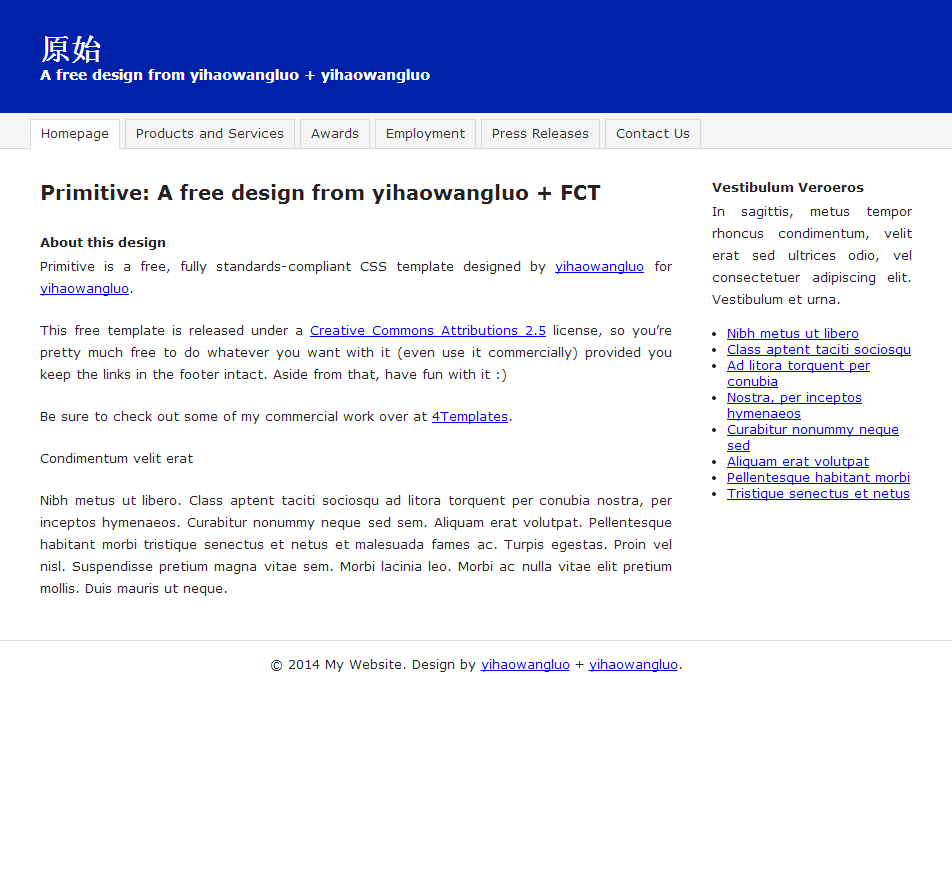 原始
A free design from yihaowangluo + yihaowangluo
Homepage
Products and Services
Awards
Employment
Press Releases
Contact Us
Primitive: A free design from yihaowangluo + FCT
About this design
Primitive is a free, fully standards-compliant CSS template designed by yihaowangluo for
yihaowangluo.
This free template is released under a Creative Commons Attributions 2.5 license, so you’re
pretty much free to do whatever you want with it (even use it commercially) provided you
keep the links in the footer intact. Aside from that, have fun with it :)
Be sure to check out some of my commercial work over at 4Templates.
Condimentum velit erat
Nibh metus ut libero. Class aptent taciti sociosqu ad litora torquent per conubia nostra, per
inceptos hymenaeos. Curabitur nonummy neque sed sem. Aliquam erat volutpat. Pellentesque
habitant morbi tristique senectus et netus et malesuada fames ac. Turpis egestas. Proin vel
nisl. Suspendisse pretium magna vitae sem. Morbi lacinia leo. Morbi ac nulla vitae elit pretium
mollis. Duis mauris ut neque.
Vestibulum Veroeros
In sagittis, metus tempor
rhoncus condimentum, velit
erat sed ultrices odio, vel
consectetuer adipiscing elit.
Vestibulum et urna.
Nibh metus ut libero
Class aptent taciti sociosqu
Ad litora torquent per
conubia
Nostra, per inceptos
hymenaeos
Curabitur nonummy neque
sed
Aliquam erat volutpat
Pellentesque habitant morbi
Tristique senectus et netus
© 2014 My Website. Design by yihaowangluo + yihaowangluo.